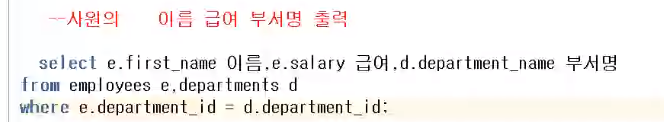 --사원의 이름 급여 부서명 출력
select e.first_name 이름,e.salary 급여,d.department_name 부서명
from employees e,departments d
where e.department_id = d.department_id;